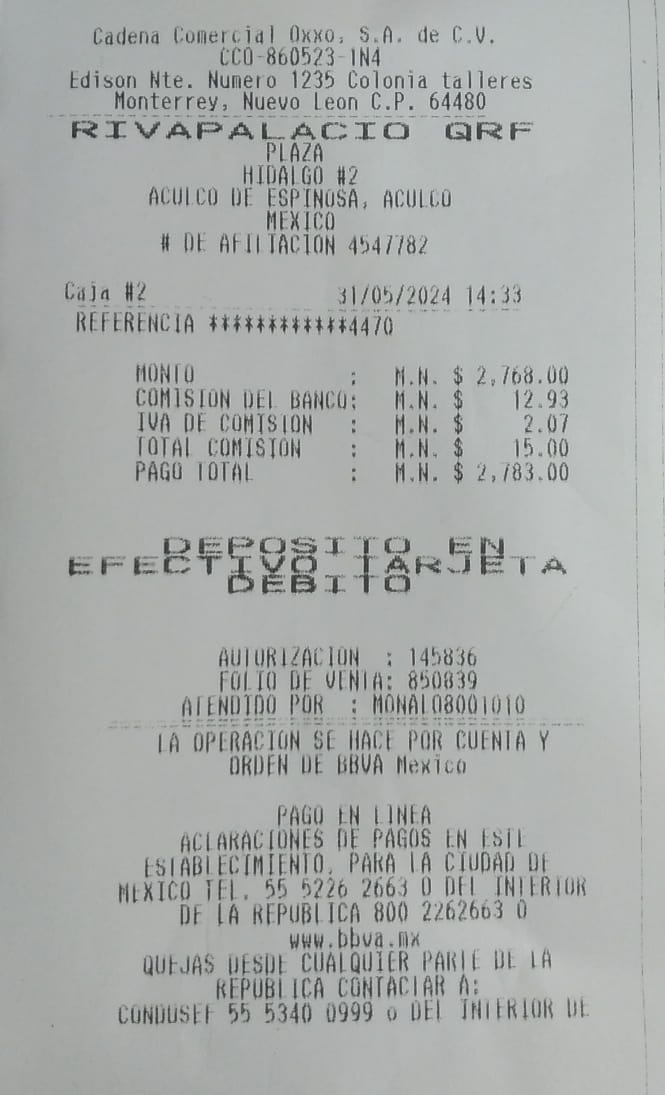 Cadena Comercial Oxxo, S.A. de C.V.
CCO-860523-1N4
Edison Nte. Numero 1235 Colonia talleres
Monterrey, Nuevo Leon C.P. 64480
RIVAPALACIO QRF
PLAZA
HIDALGO #2
ACULCO DE ESPINOSA, ACULCO
MEXICO
# DE AFILIACION 4547782
Caja #2 31/05/2024 14:33
REFERENCIA ************4470
MONTO : M.N. $ 2,768.00
COMISION DEL BANCO: M.N. $ 12.93
IVA DE COMISION : M.N. $ 2.07
TOTAL COMISION : M.N. $ 15.00
PAGO TOTAL : M.N. $ 2,783.00
DEPOSITO EN
EFECTIVO TARJETA
DEBITO
AUTORIZACION : 145836
FOLIO DE VENTA: 850839
ATENDIDO POR : MONAL08001010
LA OPERACION SE HACE POR CUENTA Y
ORDEN DE BBVA Mexico
PAGO EN LINEA
ACLARACIONES DE PAGOS EN ESTE
ESTABLECIMIENTO, PARA LA CIUDAD DE
MEXICO TEL. 55 5226 2663 O DEL INTERIOR
DE LA REPUBLICA 800 2262663 O
www.bbva.mx
QUEJAS DESDE CUALQUIER PARTE DE LA
REPUBLICA CONTACTAR A:
CONDUSEF 55 5340 0999 o DEL INTERIOR DE